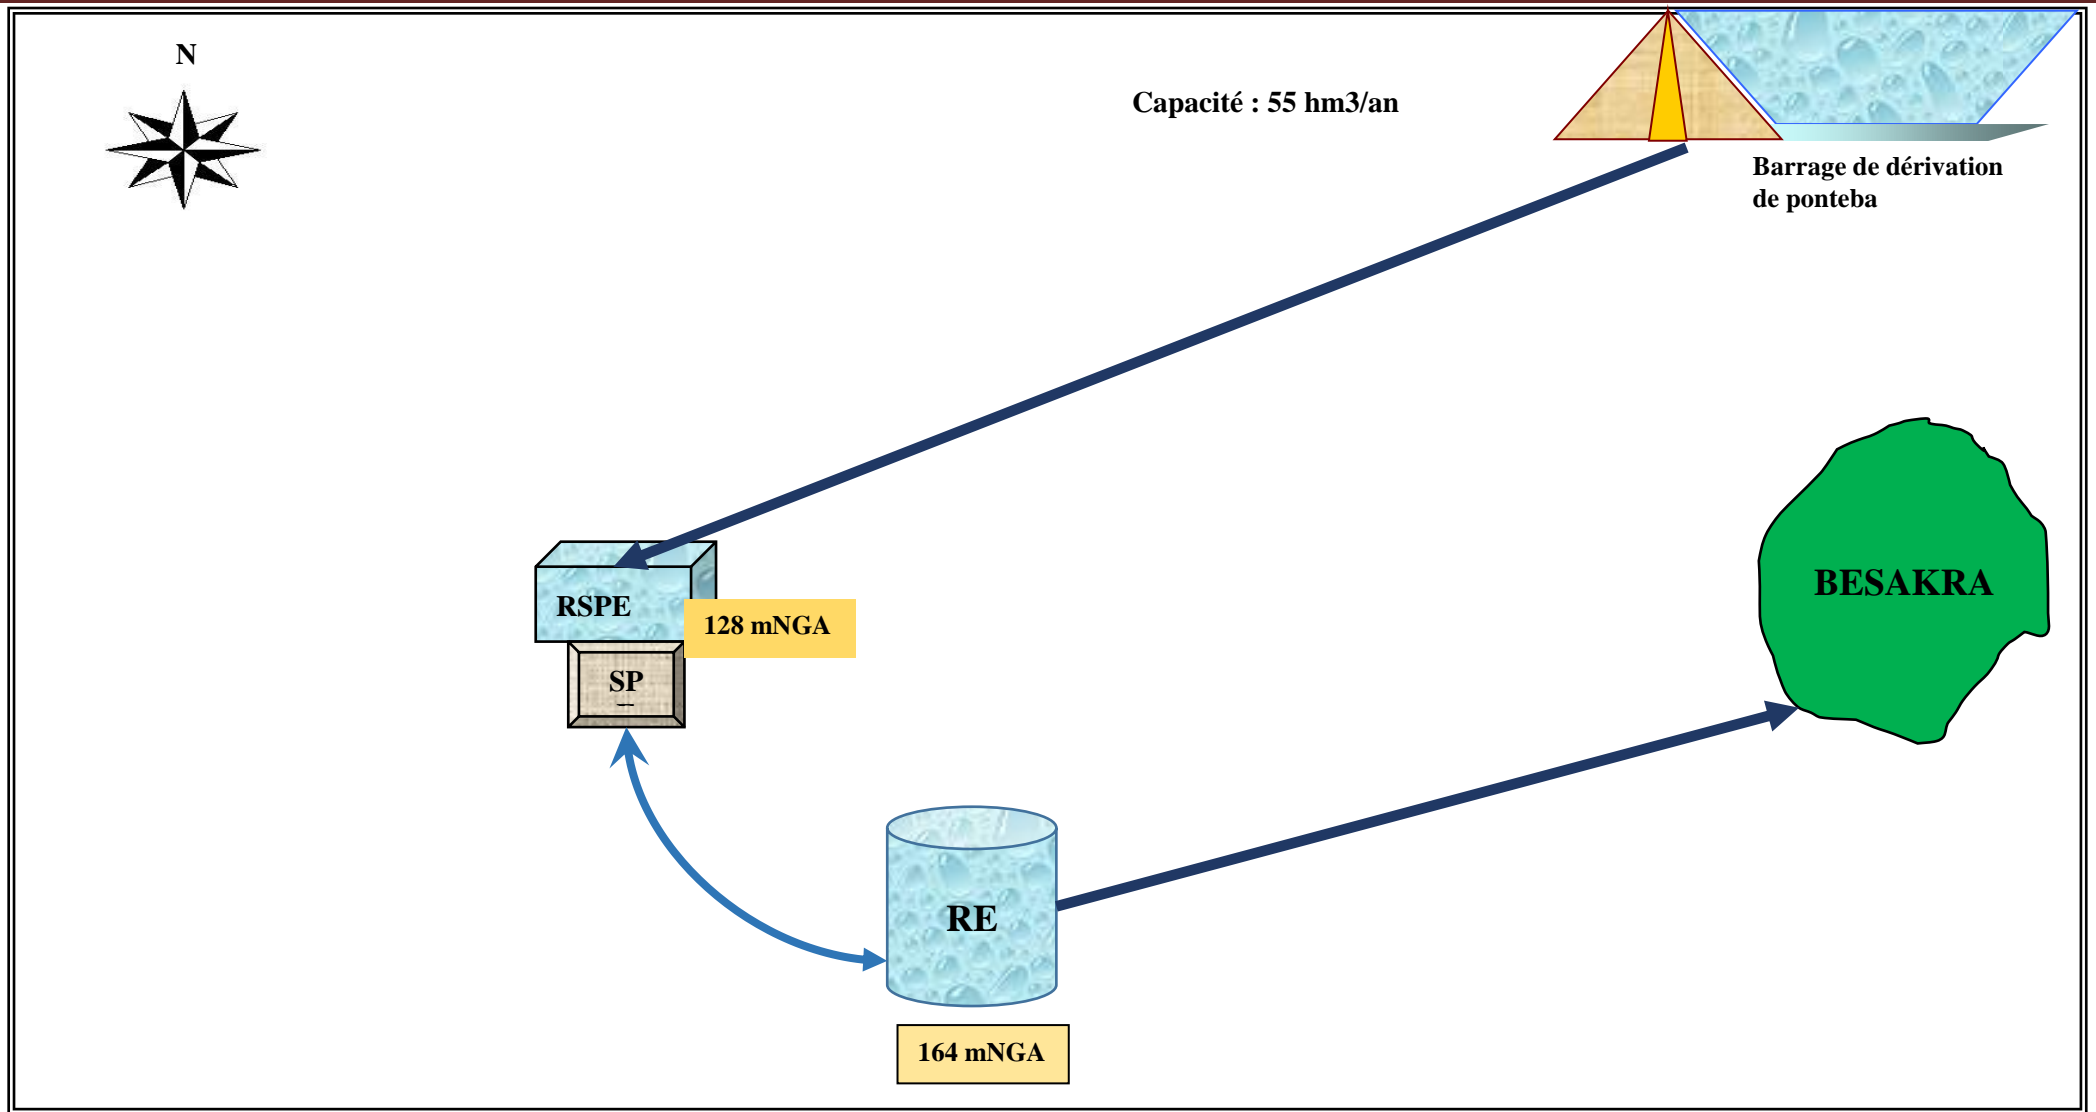 N
Capacité : 55 hm3/an
Barrage de dérivation
de ponteba
BESAKRA
RSPE
128 mNGA
SP
RE
164 mNGA